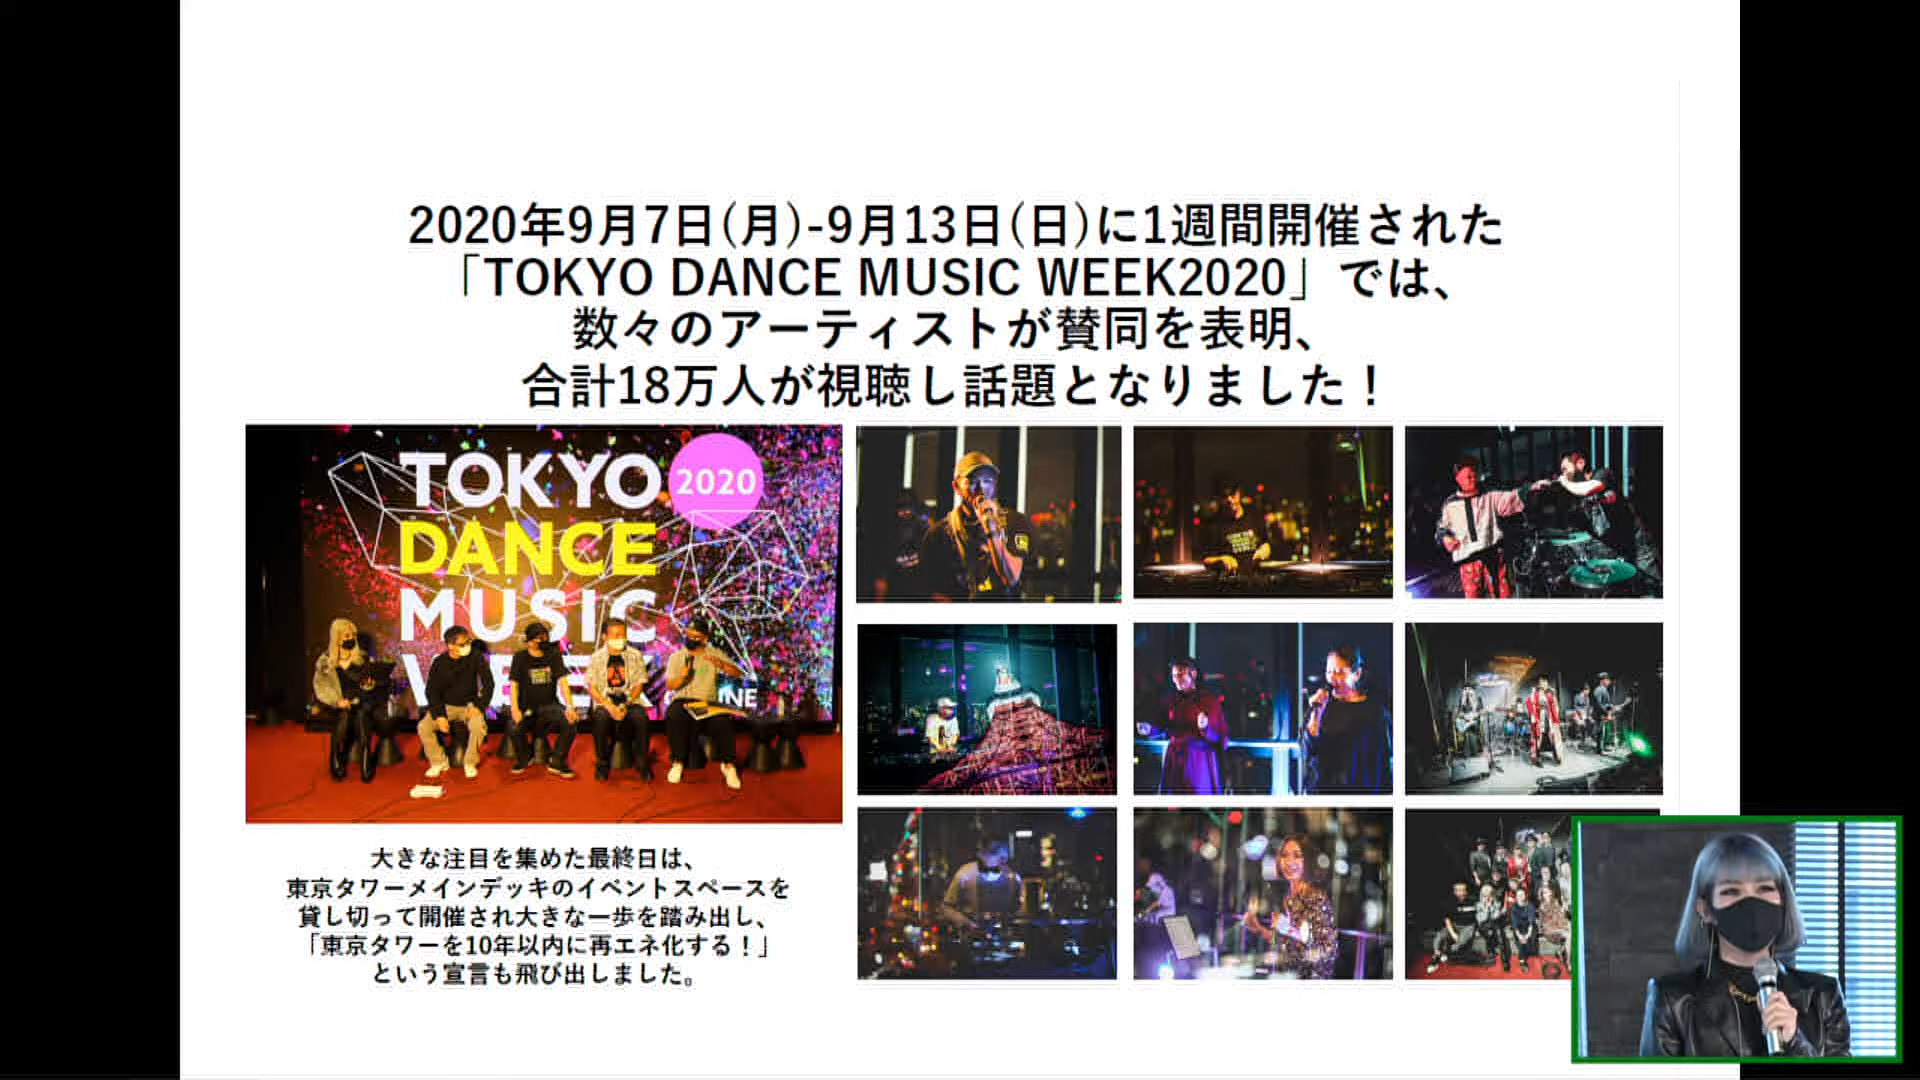 2020年9月7日(月)-9月13日(日)に1週間開催された
「TOKYO DANCE MUSIC WEEK2020」では、
数々のアーティストが賛同を表明、
合計18万人が視聴し話題となりました！
TOKYO 2020
DANCE
MUSIC
WEEK
大きな注目を集めた最終日は、
東京タワーメインデッキのイベントスペースを
貸し切って開催され大きな一歩を踏み出し、
「東京タワーを10年以内に再エネ化する！」
という宣言も飛び出しました。